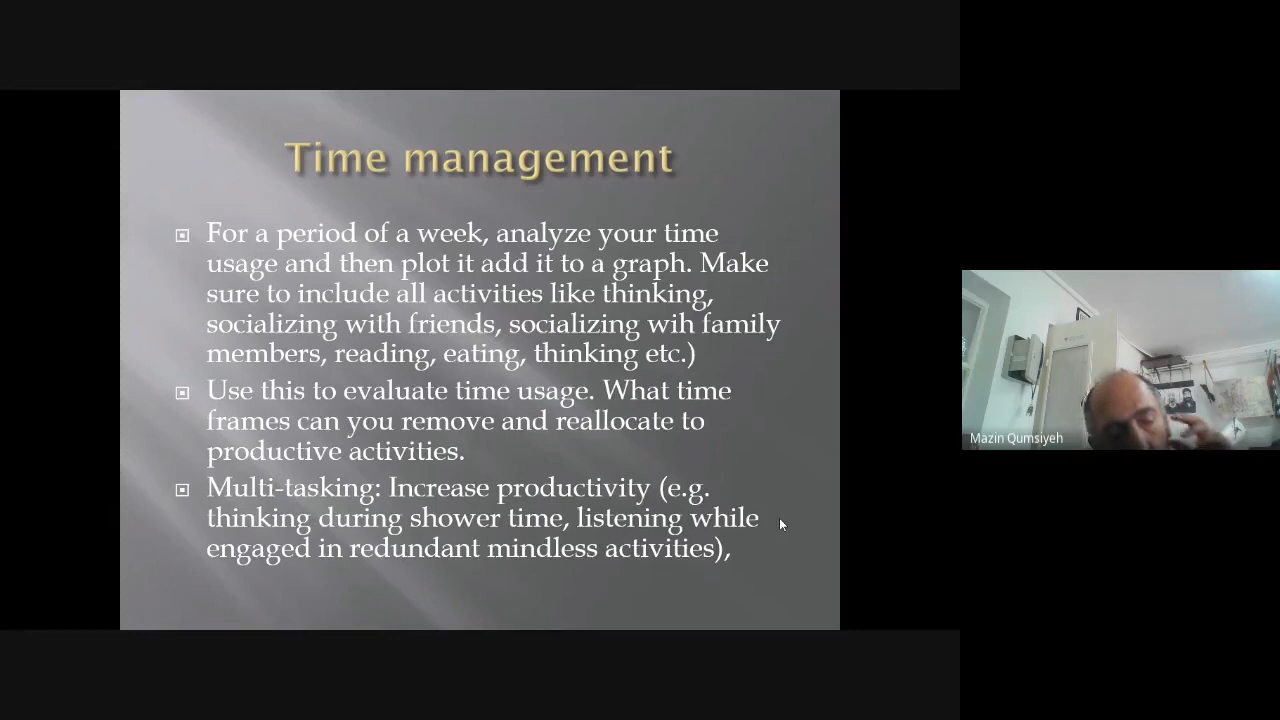 Time management
For a period of a week, analyze your time
usage and then plot it add it to a graph. Make
sure to include all activities like thinking,
socializing with friends, socializing wih family
members, reading, eating, thinking etc.)
Use this to evaluate time usage. What time
frames can you remove and reallocate to
productive activities.
Multi-tasking: Increase productivity (e.g.
thinking during shower time, listening while
engaged in redundant mindless activities),
Mazin Qumsiyeh